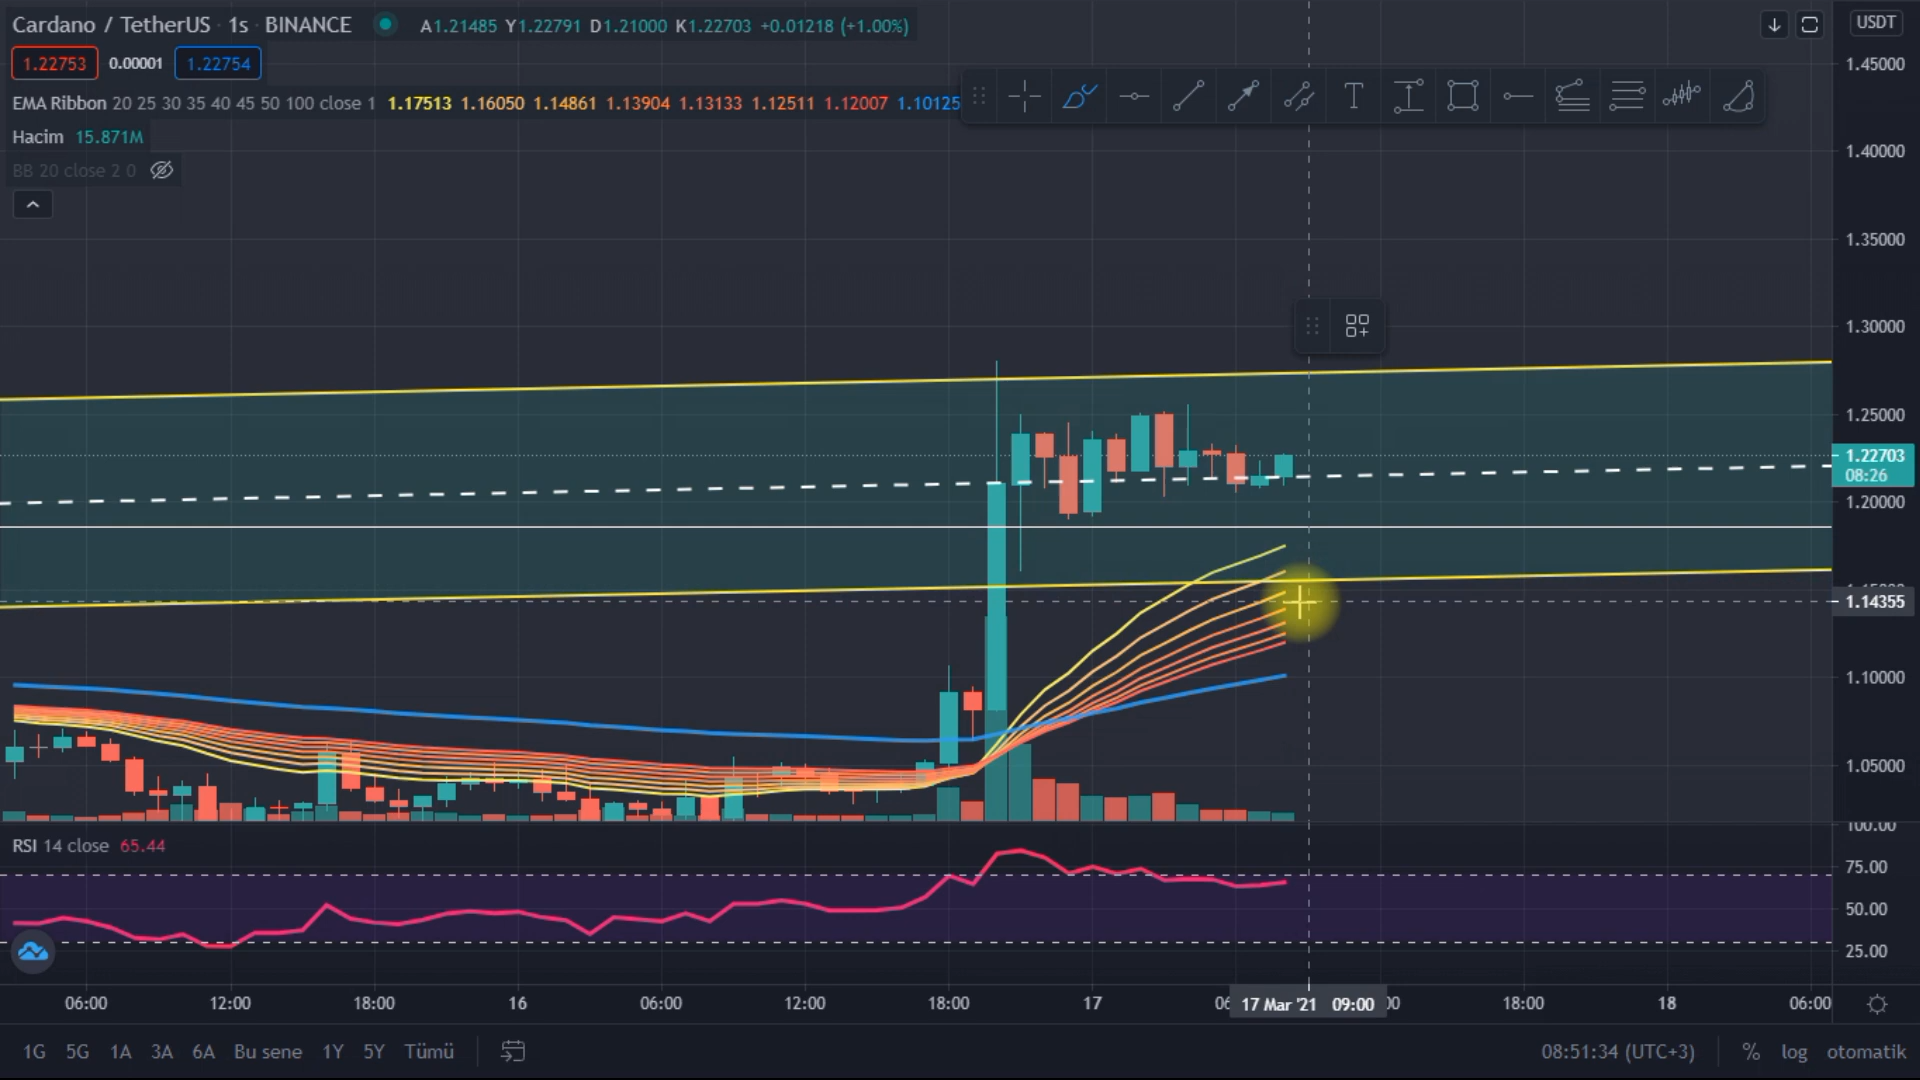 Cardano / TetherUS · 1s · BINANCE A1.21485 Y1.22791 D1.21000 K1.22703 +0.01218 (+1.00%)
USDT
1.22753 0.00001 1.22754
EMA Ribbon 20 25 30 35 40 45 50 100 close 1 1.17513 1.16050 1.14861 1.13904 1.13133 1.12511 1.12007 1.10125
Hacim 15.871M
BB 20 close 2 0
1.45000
1.40000
1.35000
1.30000
1.25000
1.22703
08:26
1.20000
1.14355
1.10000
1.05000
RSI 14 close 65.44
100.00
75.00
50.00
25.00
06:00 12:00 18:00 16 06:00 12:00 18:00 17 17 Mar '21 09:00 18:00 18 06:00
1G 5G 1A 3A 6A Bu sene 1Y 5Y Tümü 08:51:34 (UTC+3) % log otomatik